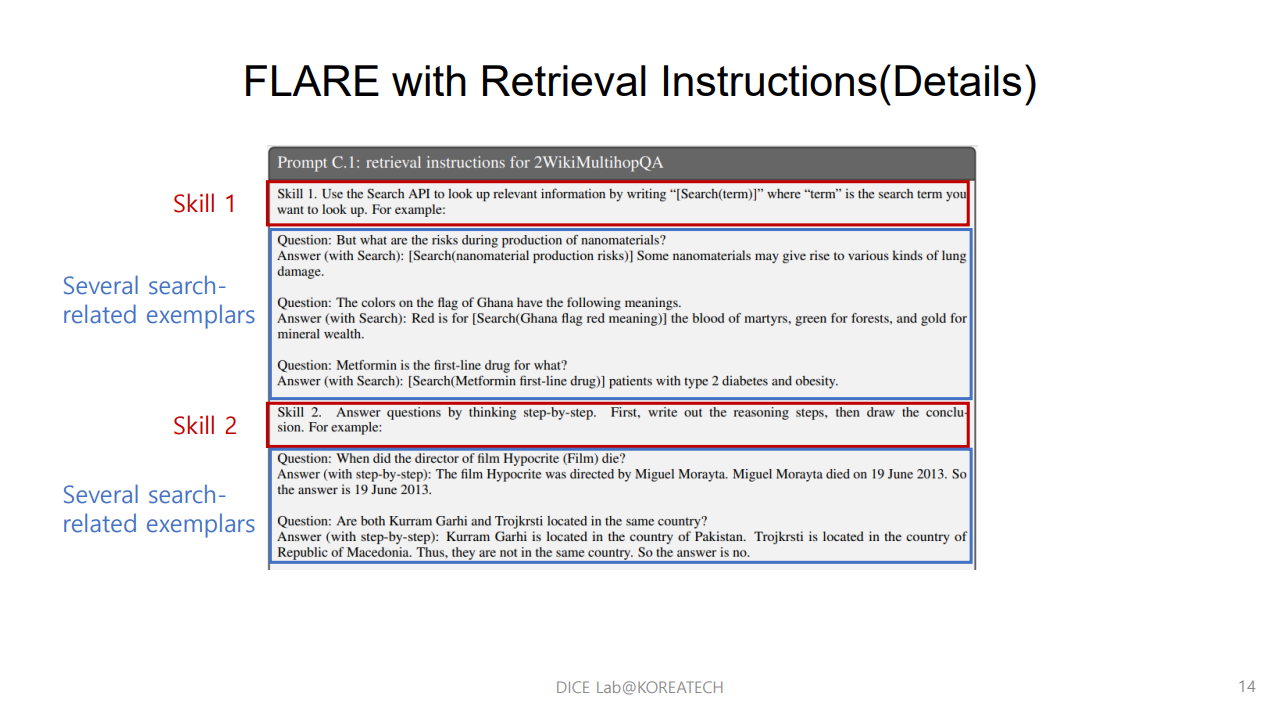 FLARE with Retrieval Instructions(Details)
Prompt C.1: retrieval instructions for 2WikiMultihopQA
Skill 1
Skill 1. Use the Search API to look up relevant information by writing “[Search(term)]” where “term” is the search term you
want to look up. For example:
Several search-
related exemplars
Question: But what are the risks during production of nanomaterials?
Answer (with Search): [Search(nanomaterial production risks)] Some nanomaterials may give rise to various kinds of lung
damage.
Question: The colors on the flag of Ghana have the following meanings.
Answer (with Search): Red is for [Search(Ghana flag red meaning)] the blood of martyrs, green for forests, and gold for
mineral wealth.
Question: Metformin is the first-line drug for what?
Answer (with Search): [Search(Metformin first-line drug)] patients with type 2 diabetes and obesity.
Skill 2
Skill 2. Answer questions by thinking step-by-step. First, write out the reasoning steps, then draw the conclu-
sion. For example:
Several search-
related exemplars
Question: When did the director of film Hypocrite (Film) die?
Answer (with step-by-step): The film Hypocrite was directed by Miguel Morayta. Miguel Morayta died on 19 June 2013. So
the answer is 19 June 2013.
Question: Are both Kurram Garhi and Trojkrsti located in the same country?
Answer (with step-by-step): Kurram Garhi is located in the country of Pakistan. Trojkrsti is located in the country of
Republic of Macedonia. Thus, they are not in the same country. So the answer is no.
DICE Lab@KOREATECH
14